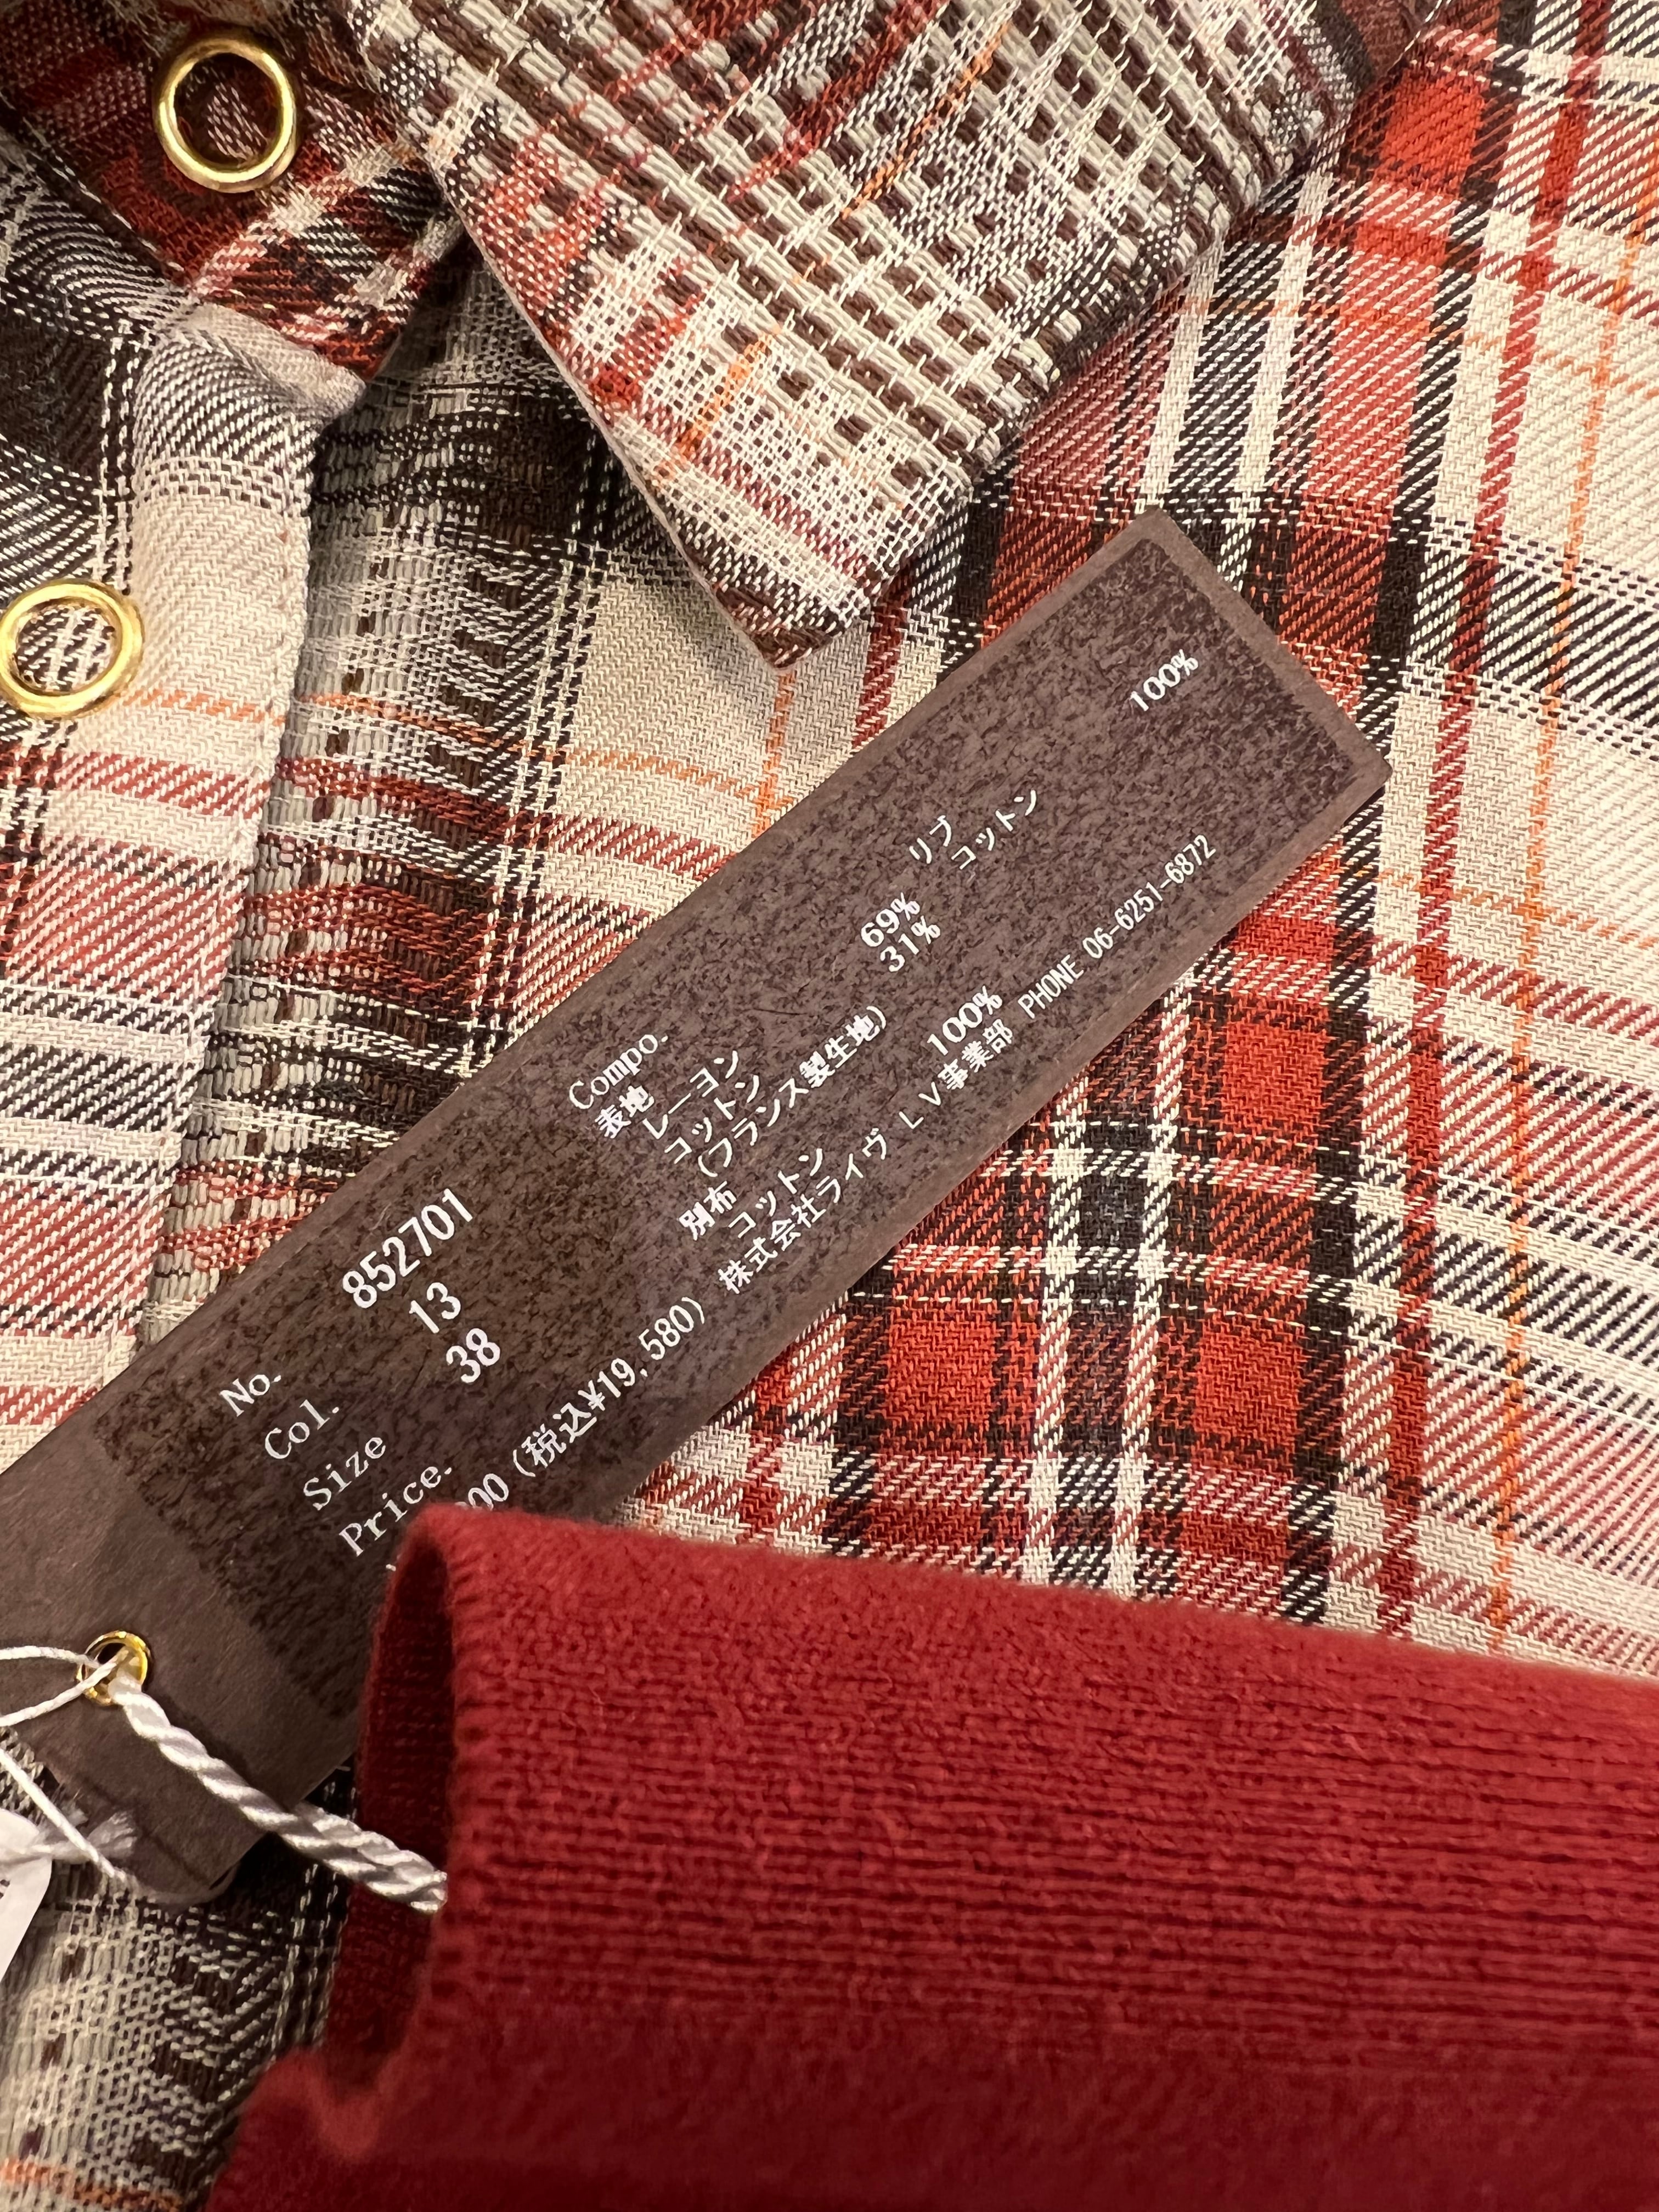 No. 852701
Col. 13
Size 38
Price.
00 (税込¥19,580)
Compo.
表地
レーヨン 69%
コットン 31%
(フランス製生地)
別布
コットン 100%
リブ
コットン 100%
株式会社ライヴ LV事業部 PHONE 06-6251-6872